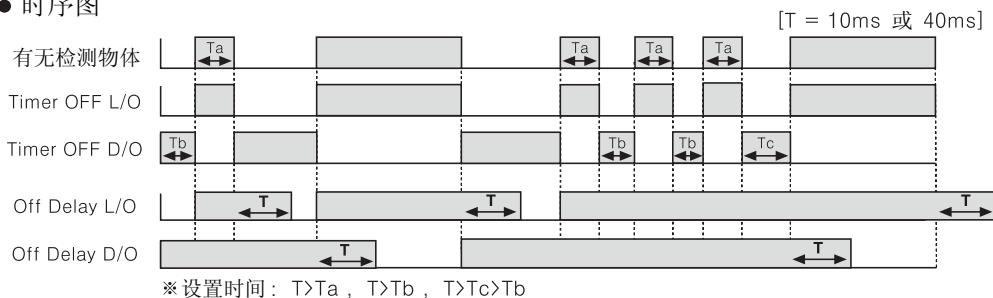 ● 时序图
[T = 10ms 或 40ms]
有无检测物体 Ta Ta Ta Ta
Timer OFF L/O
Timer OFF D/O Tb Tb Tb Tc
Off Delay L/O T T T
Off Delay D/O T T
※设置时间: T>Ta , T>Tb , T>Tc>Tb